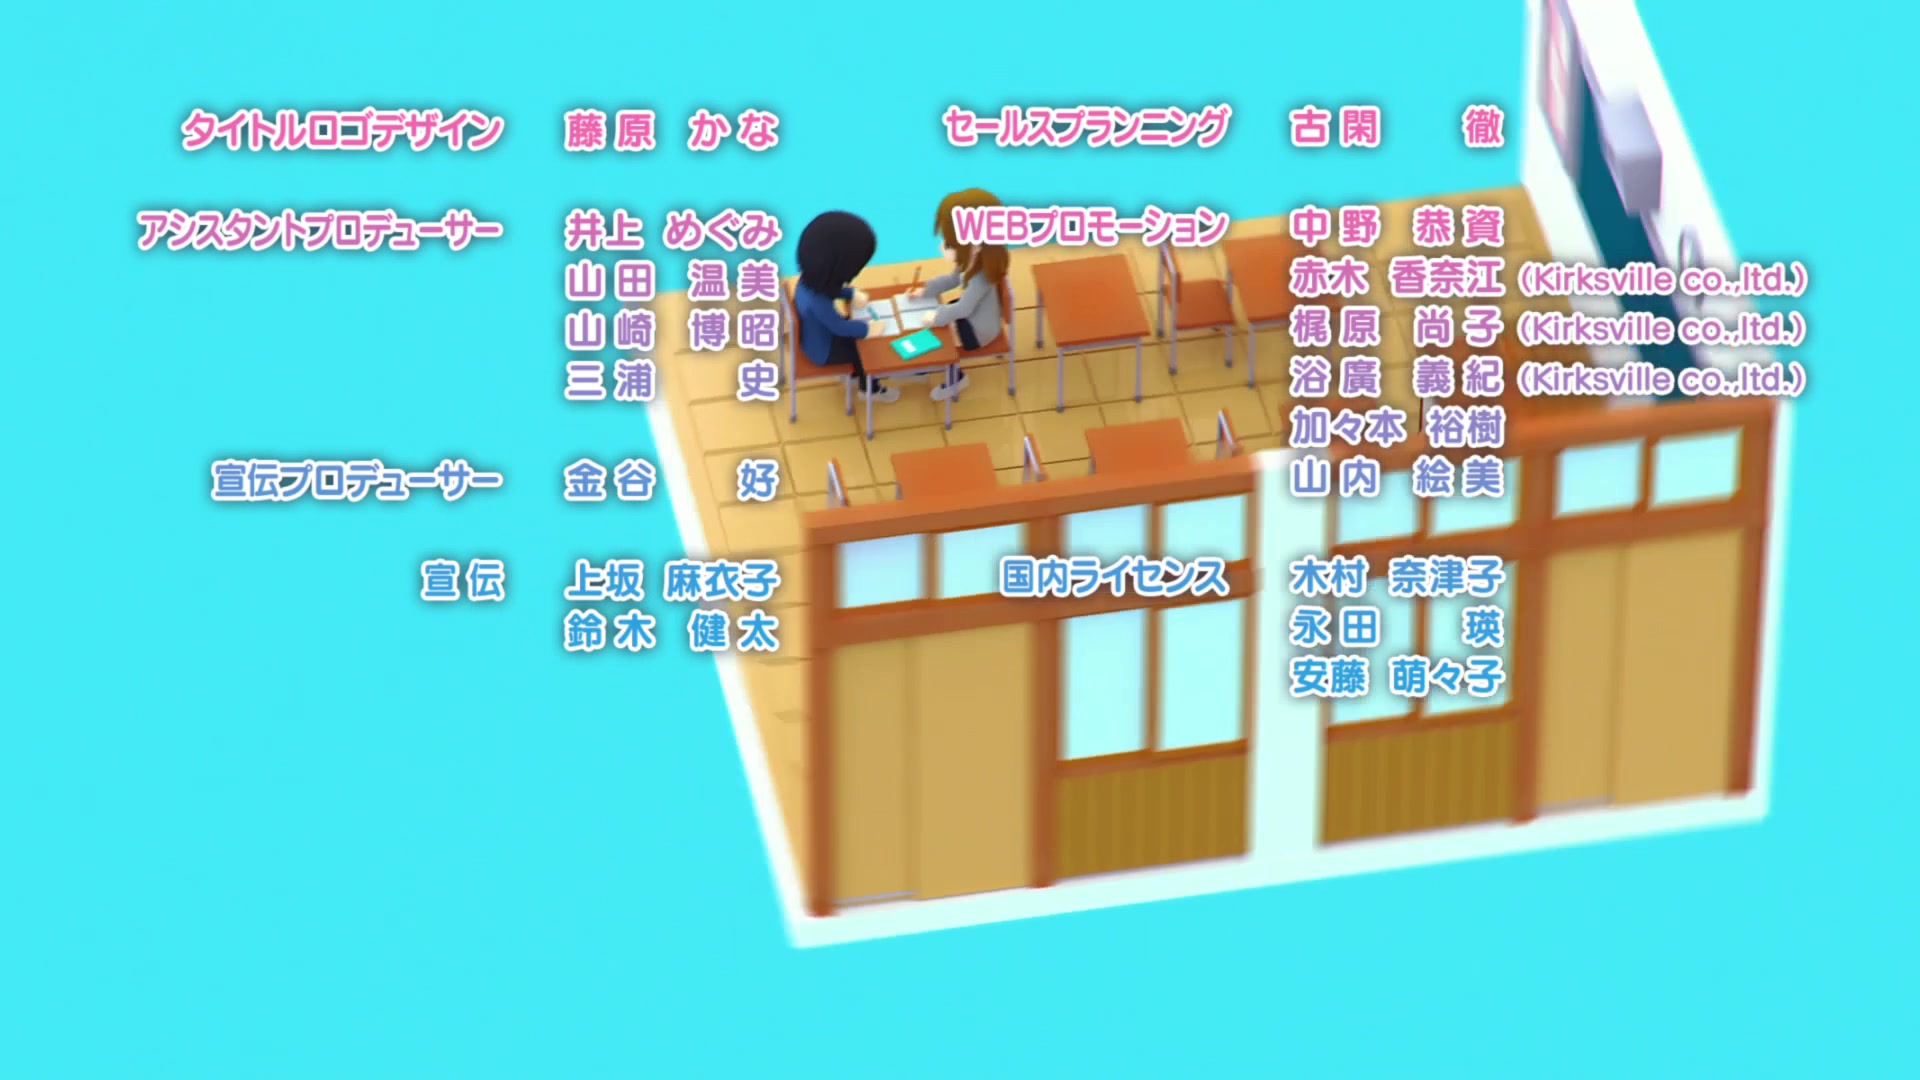 タイトルロゴデザイン 藤原 かな
アシスタントプロデューサー 井上 めぐみ
山田 温美
山崎 博昭
三浦 史
宣伝プロデューサー 金谷 好
宣伝 上坂 麻衣子
鈴木 健太
セールスプランニング 古閑 徹
WEBプロモーション 中野 恭資
赤木 香奈江 (Kirksville co.,ltd.)
梶原 尚子 (Kirksville co.,ltd.)
浴廣 義紀 (Kirksville co.,ltd.)
加々本 裕樹
山内 絵美
国内ライセンス 木村 奈津子
永田 瑛
安藤 萌々子